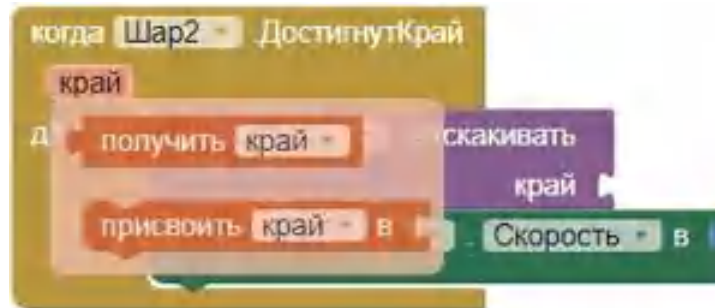 когда Шар2 .ДостигнутКрай
край
д получить край скакивать
край
присвоить край в . Скорость в